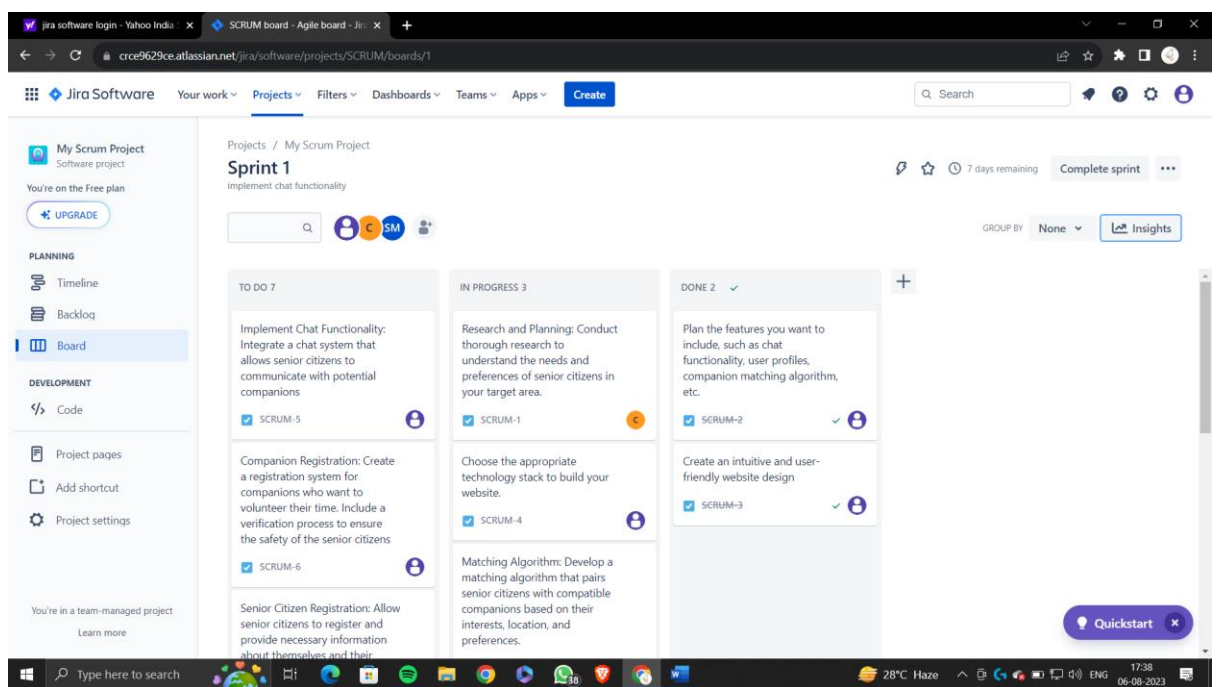 jira software login - Yahoo India
SCRUM board - Agile board - Jir
crce9629ce.atlassian.net/jira/software/projects/SCRUM/boards/1
Jira Software
Your work
Projects
Filters
Dashboards
Teams
Apps
Create
Search
My Scrum Project
Software project
You're on the Free plan
UPGRADE
PLANNING
Timeline
Backlog
Board
DEVELOPMENT
Code
Project pages
Add shortcut
Project settings
You're in a team-managed project
Learn more
Projects / My Scrum Project
Sprint 1
implement chat functionality
7 days remaining
Complete sprint
C
SM
GROUP BY
None
Insights
TO DO 7
Implement Chat Functionality:
Integrate a chat system that
allows senior citizens to
communicate with potential
companions
SCRUM-5
Companion Registration: Create
a registration system for
companions who want to
volunteer their time. Include a
verification process to ensure
the safety of the senior citizens
SCRUM-6
Senior Citizen Registration: Allow
senior citizens to register and
provide necessary information
about themselves and their
IN PROGRESS 3
Research and Planning: Conduct
thorough research to
understand the needs and
preferences of senior citizens in
your target area.
SCRUM-1
C
Choose the appropriate
technology stack to build your
website.
SCRUM-4
Matching Algorithm: Develop a
matching algorithm that pairs
senior citizens with compatible
companions based on their
interests, location, and
preferences.
DONE 2
Plan the features you want to
include, such as chat
functionality, user profiles,
companion matching algorithm,
etc.
SCRUM-2
Create an intuitive and user-
friendly website design
SCRUM-3
Quickstart
Type here to search
38
28°C Haze
ENG
17:38
06-08-2023